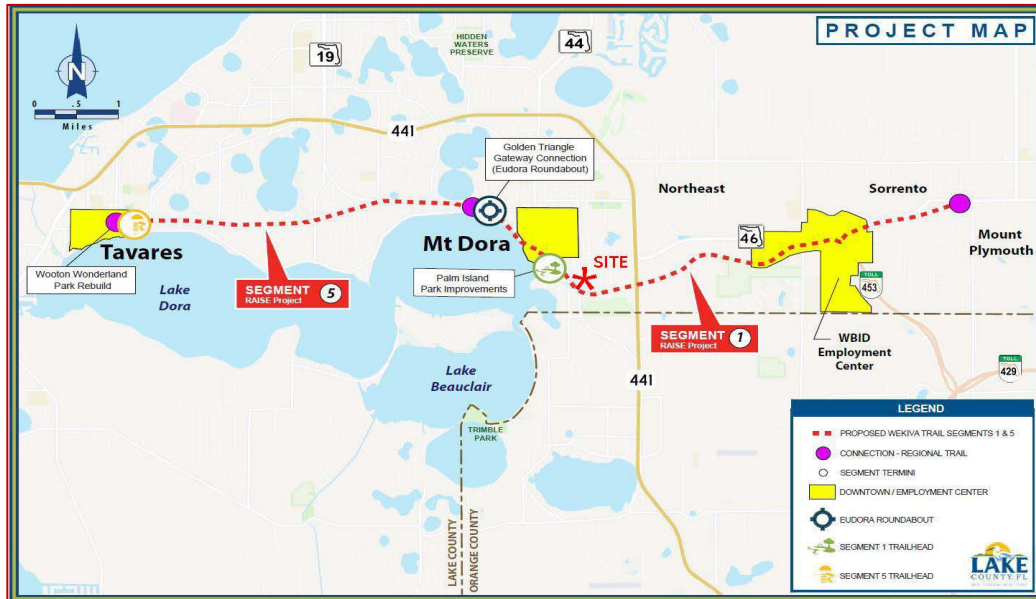 PROJECT MAP
HIDDEN
WATERS
PRESERVE
19
44
N
0 .5 1
Miles
441
Golden Triangle
Gateway Connection
(Eudora Roundabout)
Northeast
Sorrento
46
Mt Dora
Tavares
Mount
Plymouth
Wooton Wonderland
Park Rebuild
Palm Island
Park Improvements
SITE
Lake
Dora
SEGMENT 5
RAISE Project
TOLL
453
SEGMENT 1
RAISE Project
WBID
Employment
Center
TOLL
429
Lake
Beauclair
441
TRIMBLE
PARK
LAKE COUNTY
ORANGE COUNTY
LEGEND
PROPOSED WEKIVA TRAIL SEGMENTS 1 & 5
CONNECTION - REGIONAL TRAIL
SEGMENT TERMINI
DOWNTOWN / EMPLOYMENT CENTER
EUDORA ROUNDABOUT
SEGMENT 1 TRAILHEAD
SEGMENT 5 TRAILHEAD
LAKE
COUNTY, FL